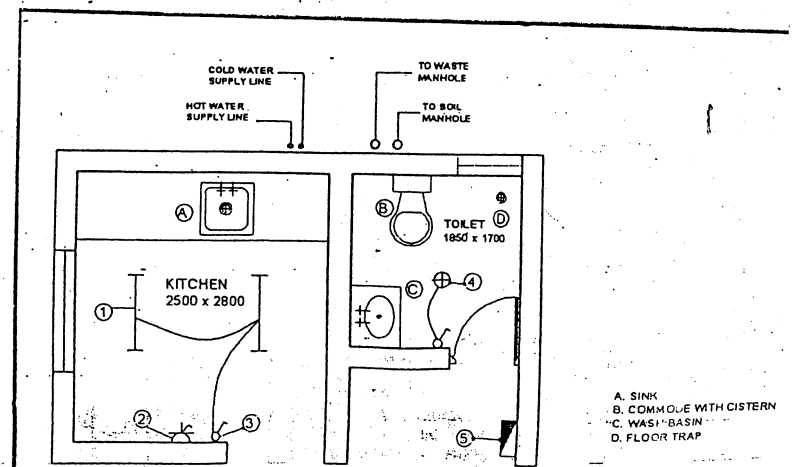 COLD WATER
SUPPLY LINE
TO WASTE
MANHOLE
HOT WATER
SUPPLY LINE
TO SOIL
MANHOLE
A
B
TOILET
1850 x 1700
D
KITCHEN
2500 x 2800
C
4
1
2
3
5
A. SINK
B. COMMODE WITH CISTERN
C. WASH BASIN
D. FLOOR TRAP